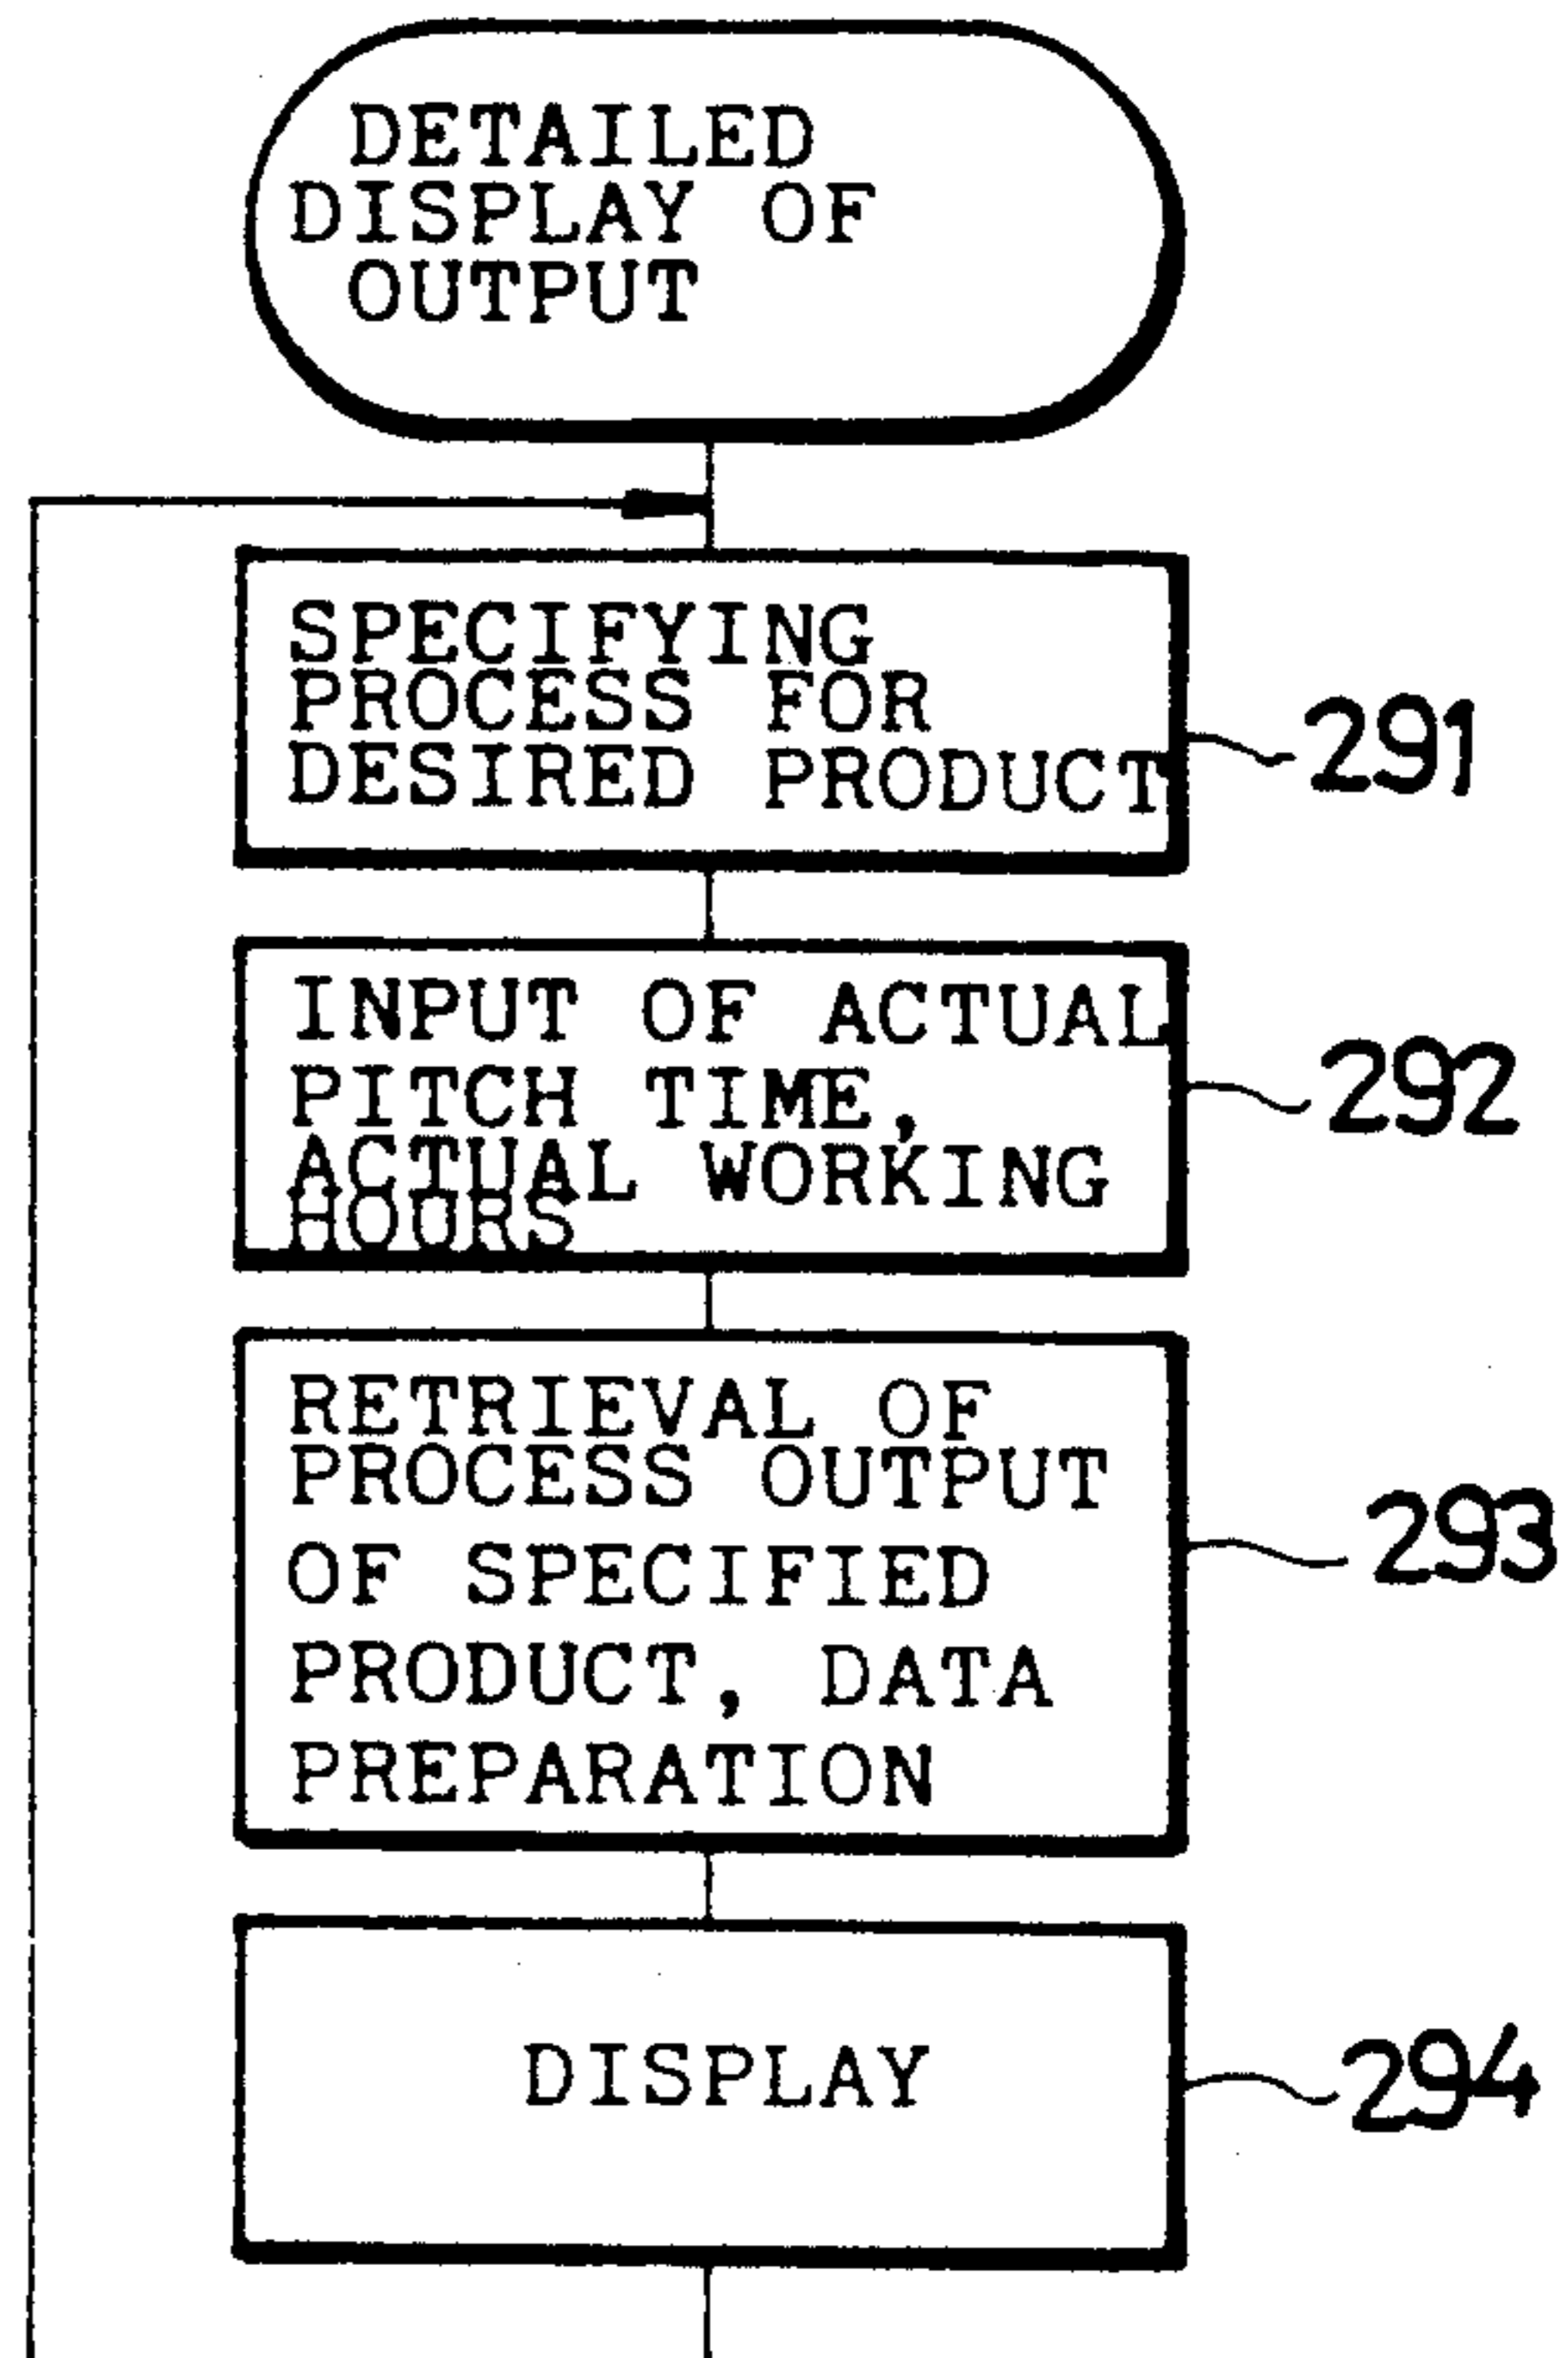 DETAILED
DISPLAY OF
OUTPUT
SPECIFYING
PROCESS FOR
DESIRED PRODUCT
291
INPUT OF ACTUAL
PITCH TIME,
ACTUAL WORKING
HOURS
292
RETRIEVAL OF
PROCESS OUTPUT
OF SPECIFIED
PRODUCT, DATA
PREPARATION
293
DISPLAY
294